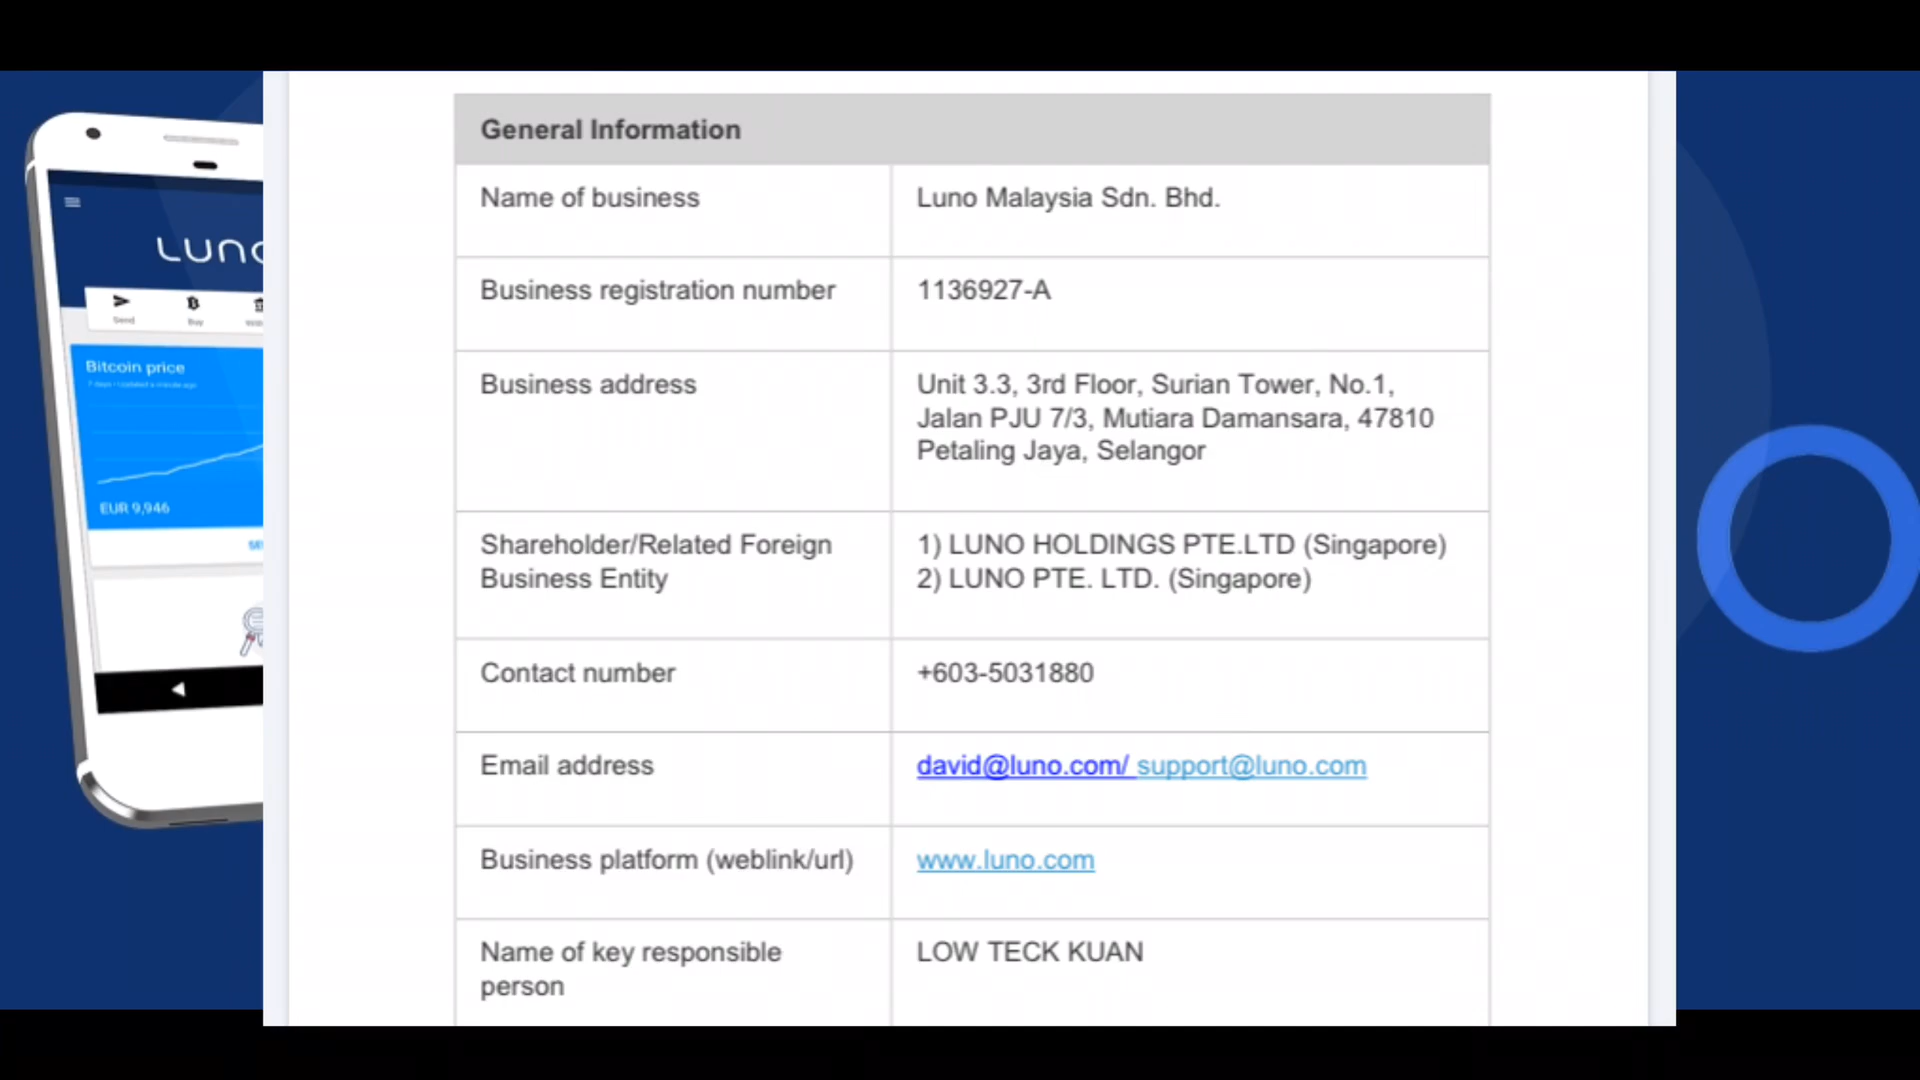 General Information
Name of business
Luno Malaysia Sdn. Bhd.
Business registration number
1136927-A
Business address
Unit 3.3, 3rd Floor, Surian Tower, No.1,
Jalan PJU 7/3, Mutiara Damansara, 47810
Petaling Jaya, Selangor
Shareholder/Related Foreign
Business Entity
1) LUNO HOLDINGS PTE.LTD (Singapore)
2) LUNO PTE. LTD. (Singapore)
Contact number
+603-5031880
Email address
david@luno.com/ support@luno.com
Business platform (weblink/url)
www.luno.com
Name of key responsible
person
LOW TECK KUAN
LUNO
Send
Buy
Bitcoin price
EUR 9,946